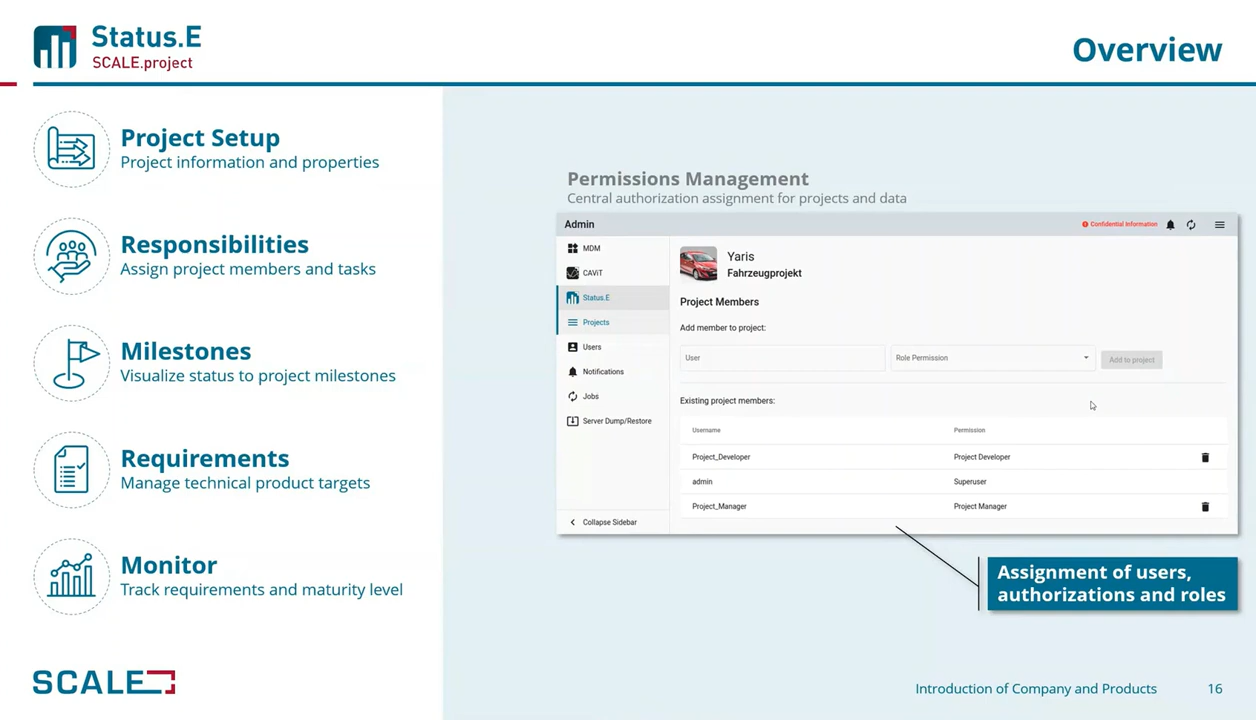 Status.E
SCALE.project
Overview
Project Setup
Project information and properties
Responsibilities
Assign project members and tasks
Milestones
Visualize status to project milestones
Requirements
Manage technical product targets
Monitor
Track requirements and maturity level
Permissions Management
Central authorization assignment for projects and data
Admin
Confidential Information
MDM
CAViT
Status.E
Projects
Users
Notifications
Jobs
Server Dump/Restore
Collapse Sidebar
Yaris
Fahrzeugprojekt
Project Members
Add member to project:
User
Role Permission
Add to project
Existing project members:
Username Permission
Project_Developer Project Developer
admin Superuser
Project_Manager Project Manager
Assignment of users,
authorizations and roles
SCALE
Introduction of Company and Products 16